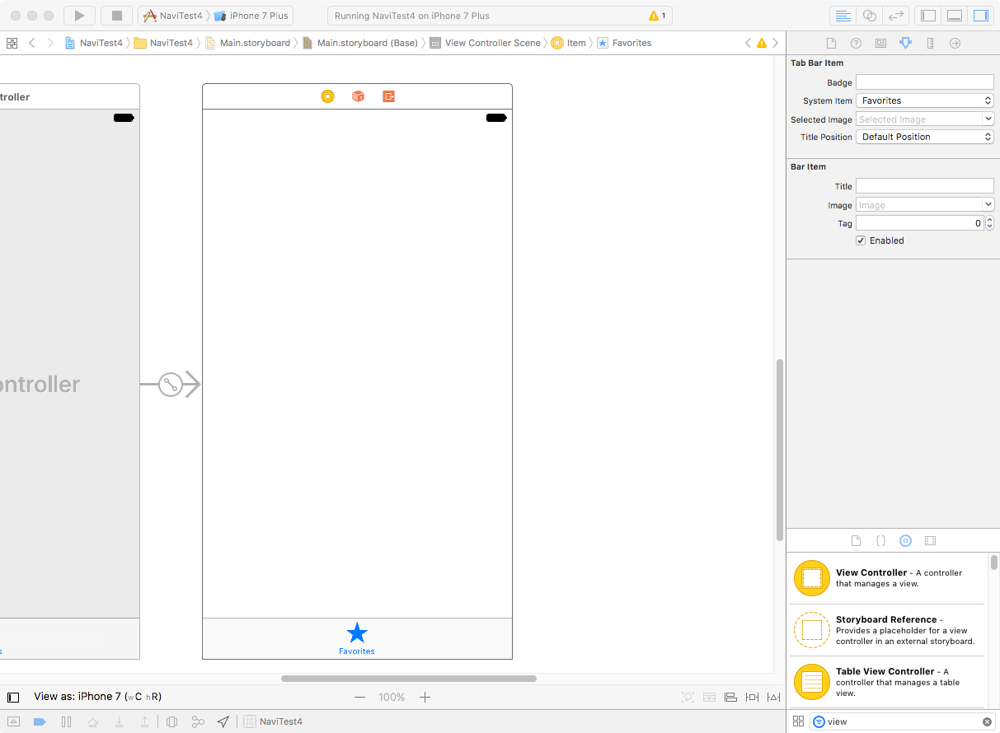 NaviTest4 iPhone 7 Plus Running NaviTest4 on iPhone 7 Plus 1
NaviTest4 NaviTest4 Main.storyboard Main.storyboard (Base) View Controller Scene Item Favorites
Tab Bar Item
Badge
System Item Favorites
Selected Image Selected Image
Title Position Default Position
Bar Item
Title
Image Image
Tag 0
Enabled
troller
ontroller
s
Favorites
View Controller - A controller
that manages a view.
Storyboard Reference -
Provides a placeholder for a view
controller in an external storyboard.
Table View Controller - A
controller that manages a table
view.
View as: iPhone 7 (wC hR) 100%
NaviTest4
view